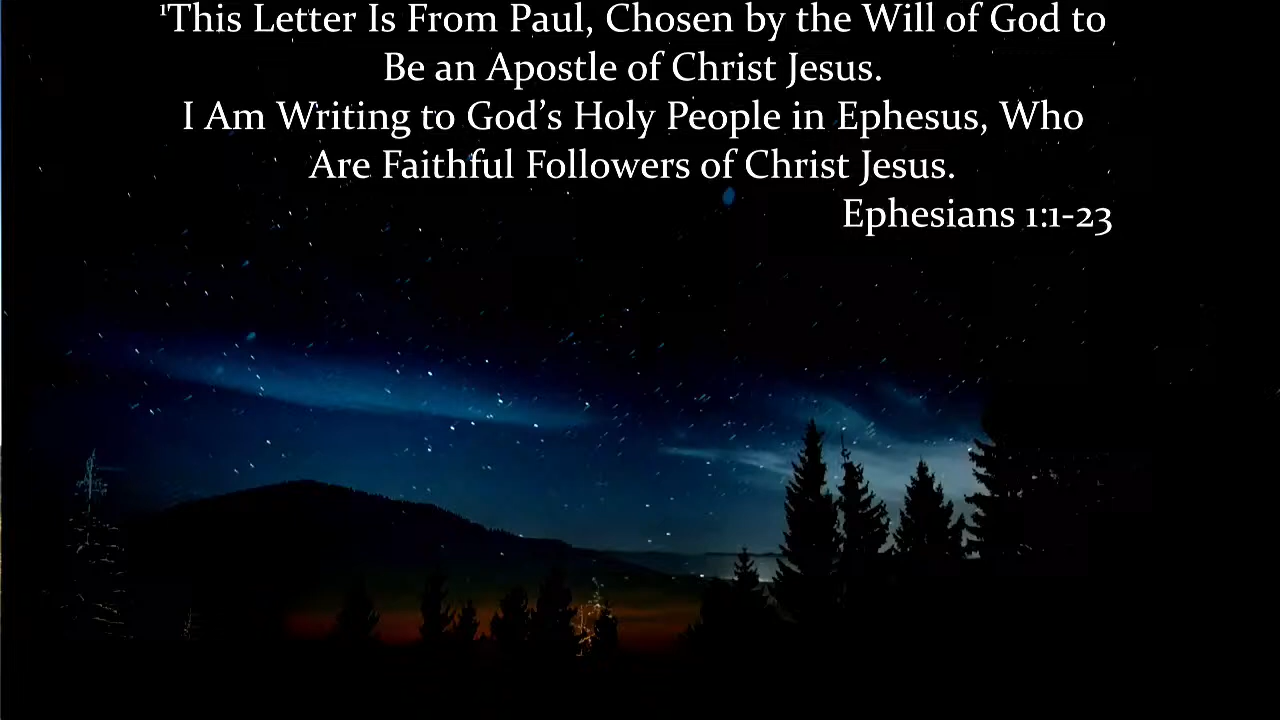 ¹This Letter Is From Paul, Chosen by the Will of God to
Be an Apostle of Christ Jesus.
I Am Writing to God’s Holy People in Ephesus, Who
Are Faithful Followers of Christ Jesus.
Ephesians 1:1-23